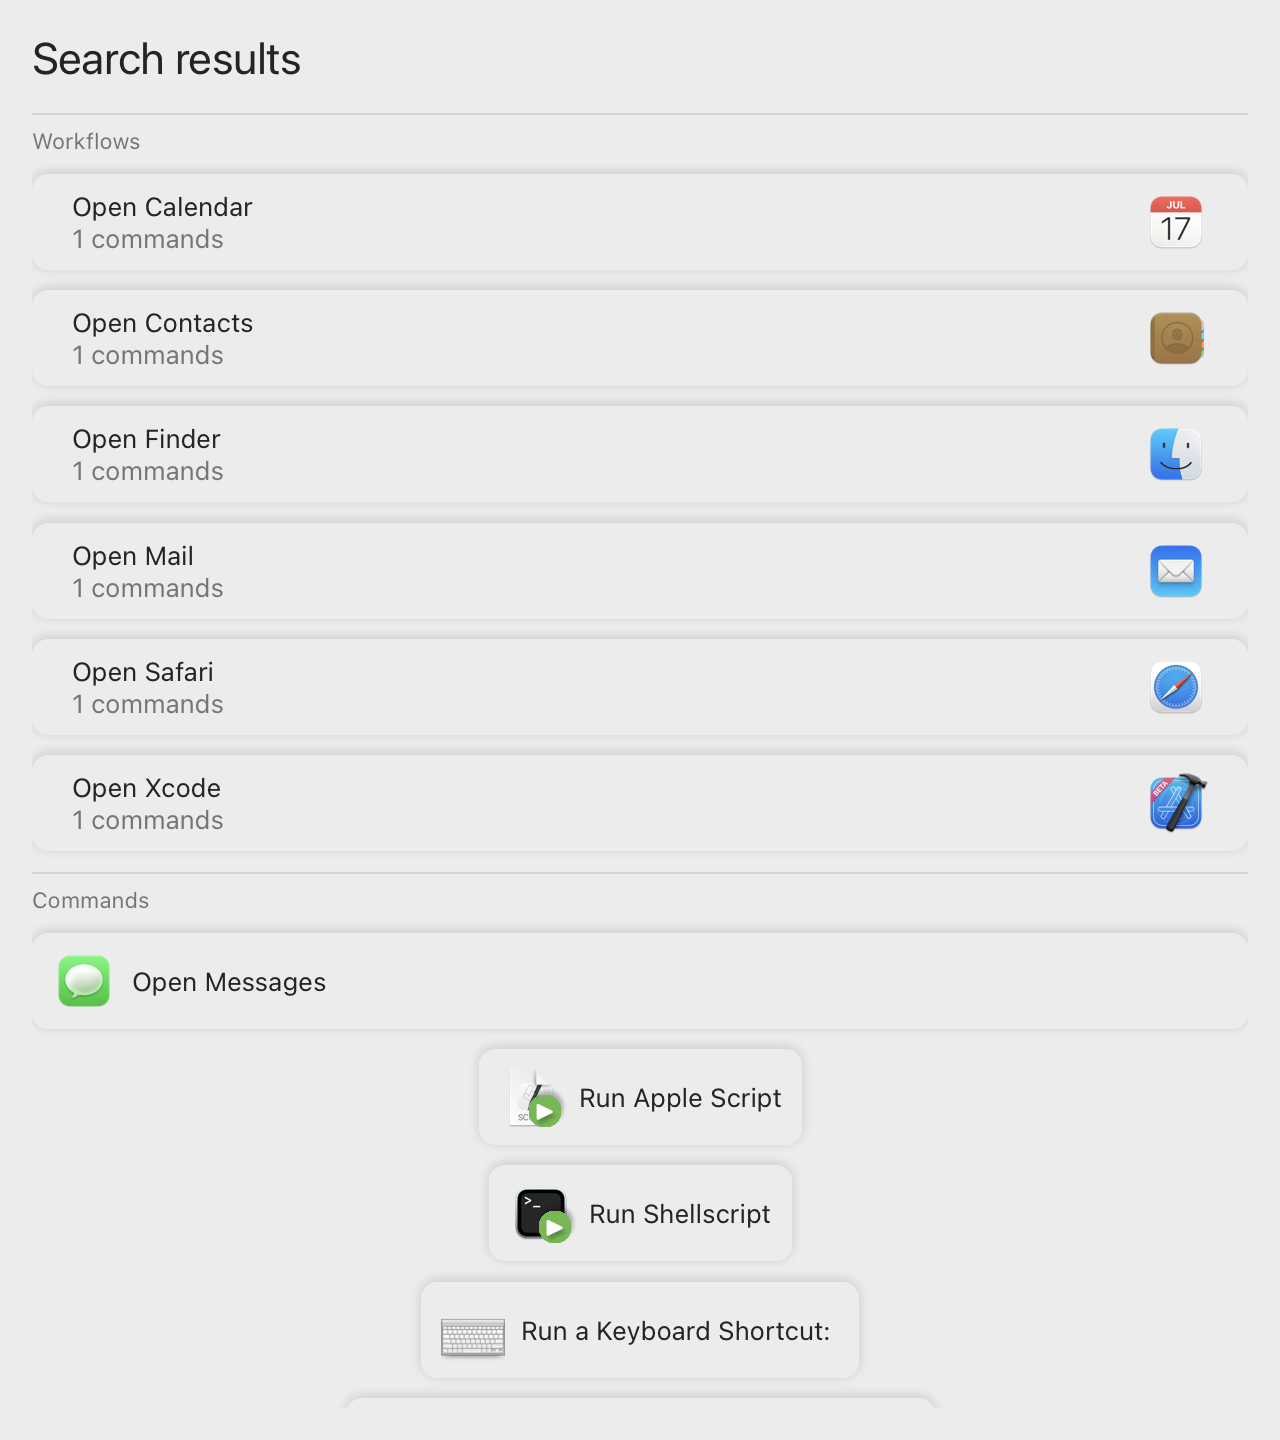 Search results
Workflows
Open Calendar
1 commands
JUL
17
Open Contacts
1 commands
Open Finder
1 commands
Open Mail
1 commands
Open Safari
1 commands
Open Xcode
1 commands
BETA
Commands
Open Messages
Run Apple Script
SC
>_
Run Shellscript
Run a Keyboard Shortcut: